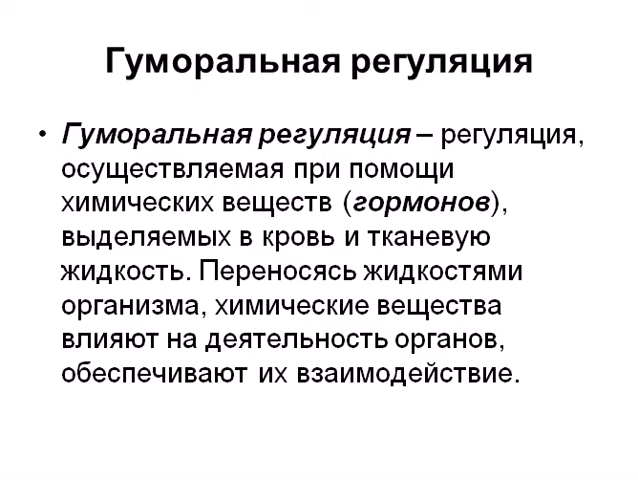 Гуморальная регуляция
• Гуморальная регуляция – регуляция,
осуществляемая при помощи
химических веществ (гормонов),
выделяемых в кровь и тканевую
жидкость. Переносясь жидкостями
организма, химические вещества
влияют на деятельность органов,
обеспечивают их взаимодействие.